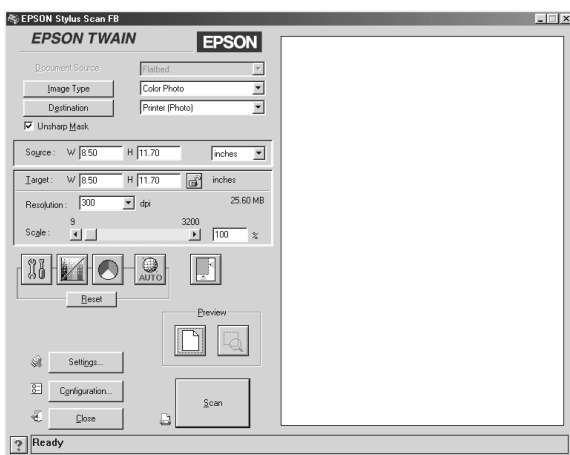 EPSON Stylus Scan FB
EPSON TWAIN EPSON
Document Source Flatbed
Image Type Color Photo
Destination Printer (Photo)
Unsharp Mask
Source : W 8.50 H 11.70 inches
Target : W 8.50 H 11.70 inches
Resolution : 300 dpi 25.60 MB
9 3200
Scale : 100 %
AUTO
Reset
Preview
Settings...
Configuration...
Scan
Close
? Ready